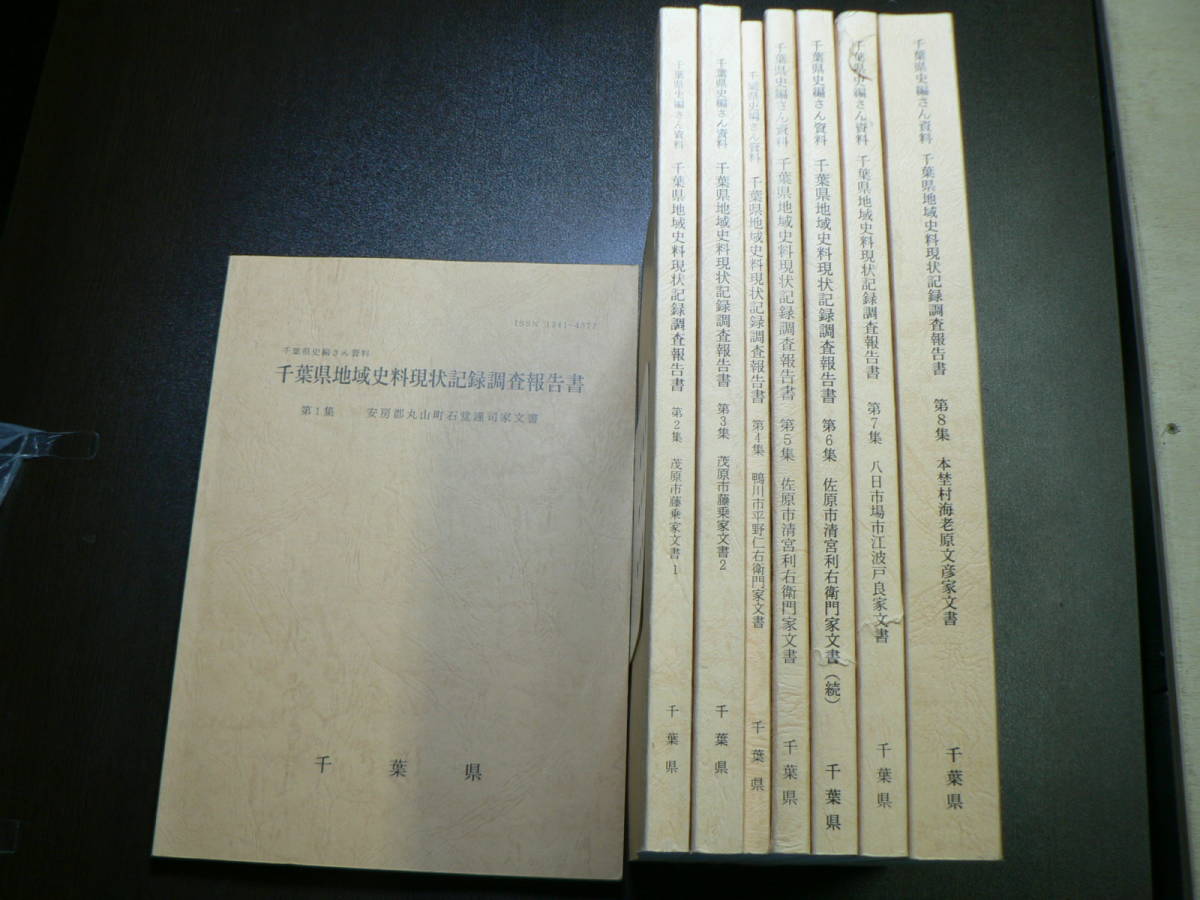 千葉県史編さん資料
千葉県地域史料現状記録調査報告書
第1集 安房郡丸山町石堂連司家文書
千葉県
千葉県史編さん資料 千葉県地域史料現状記録調査報告書 第2集 茂原市藤乗家文書1 千葉県
千葉県史編さん資料 千葉県地域史料現状記録調査報告書 第3集 茂原市藤乗家文書2 千葉県
千葉県史編さん資料 千葉県地域史料現状記録調査報告書 第4集 鴨川市平野仁右衛門家文書 千葉県
千葉県史編さん資料 千葉県地域史料現状記録調査報告書 第5集 佐原市清宮利右衛門家文書 千葉県
千葉県史編さん資料 千葉県地域史料現状記録調査報告書 第6集 佐原市清宮利右衛門家文書(続) 千葉県
千葉県史編さん資料 千葉県地域史料現状記録調査報告書 第7集 八日市場市江波戸良家文書 千葉県
千葉県史編さん資料 千葉県地域史料現状記録調査報告書 第8集 本埜村海老原文彦家文書 千葉県